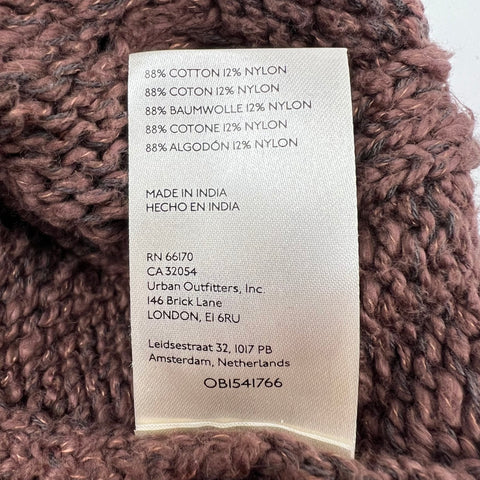 88% COTTON 12% NYLON
88% COTON 12% NYLON
88% BAUMWOLLE 12% NYLON
88% COTONE 12% NYLON
88% ALGODÓN 12% NYLON
MADE IN INDIA
HECHO EN INDIA
RN 66170
CA 32054
Urban Outfitters, Inc.
146 Brick Lane
LONDON, E1 6RU
Leidsestraat 32, 1017 PB
Amsterdam, Netherlands
OB1541766